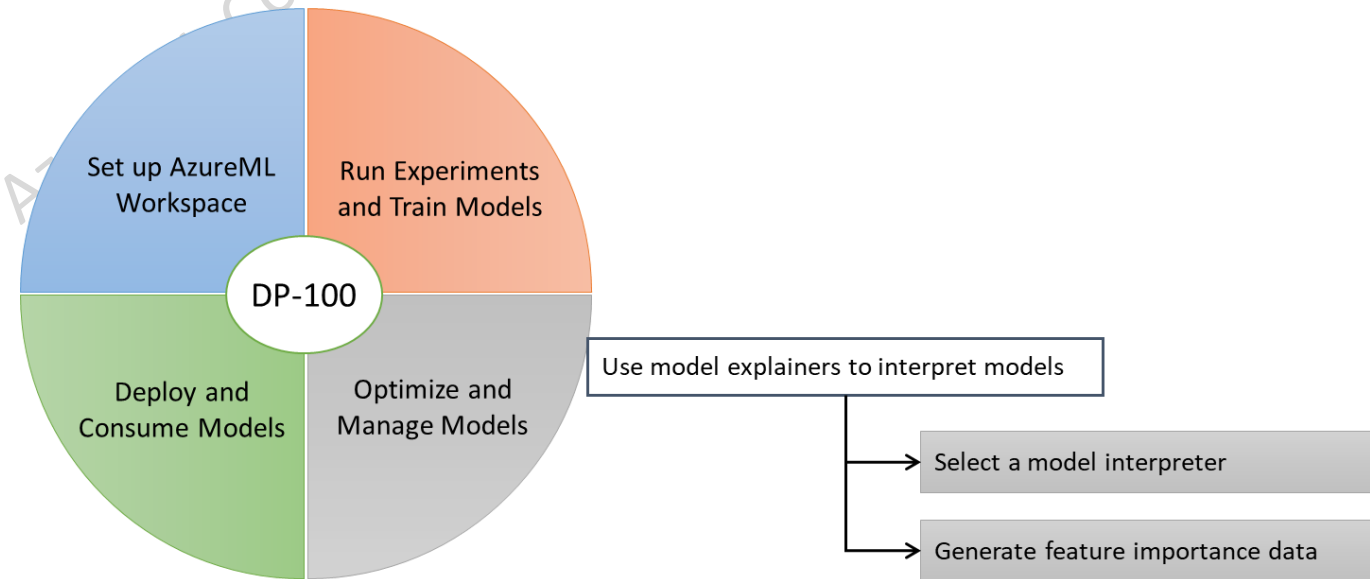 Set up AzureML
Workspace
Run Experiments
and Train Models
DP-100
Deploy and
Consume Models
Optimize and
Manage Models
Use model explainers to interpret models
Select a model interpreter
Generate feature importance data